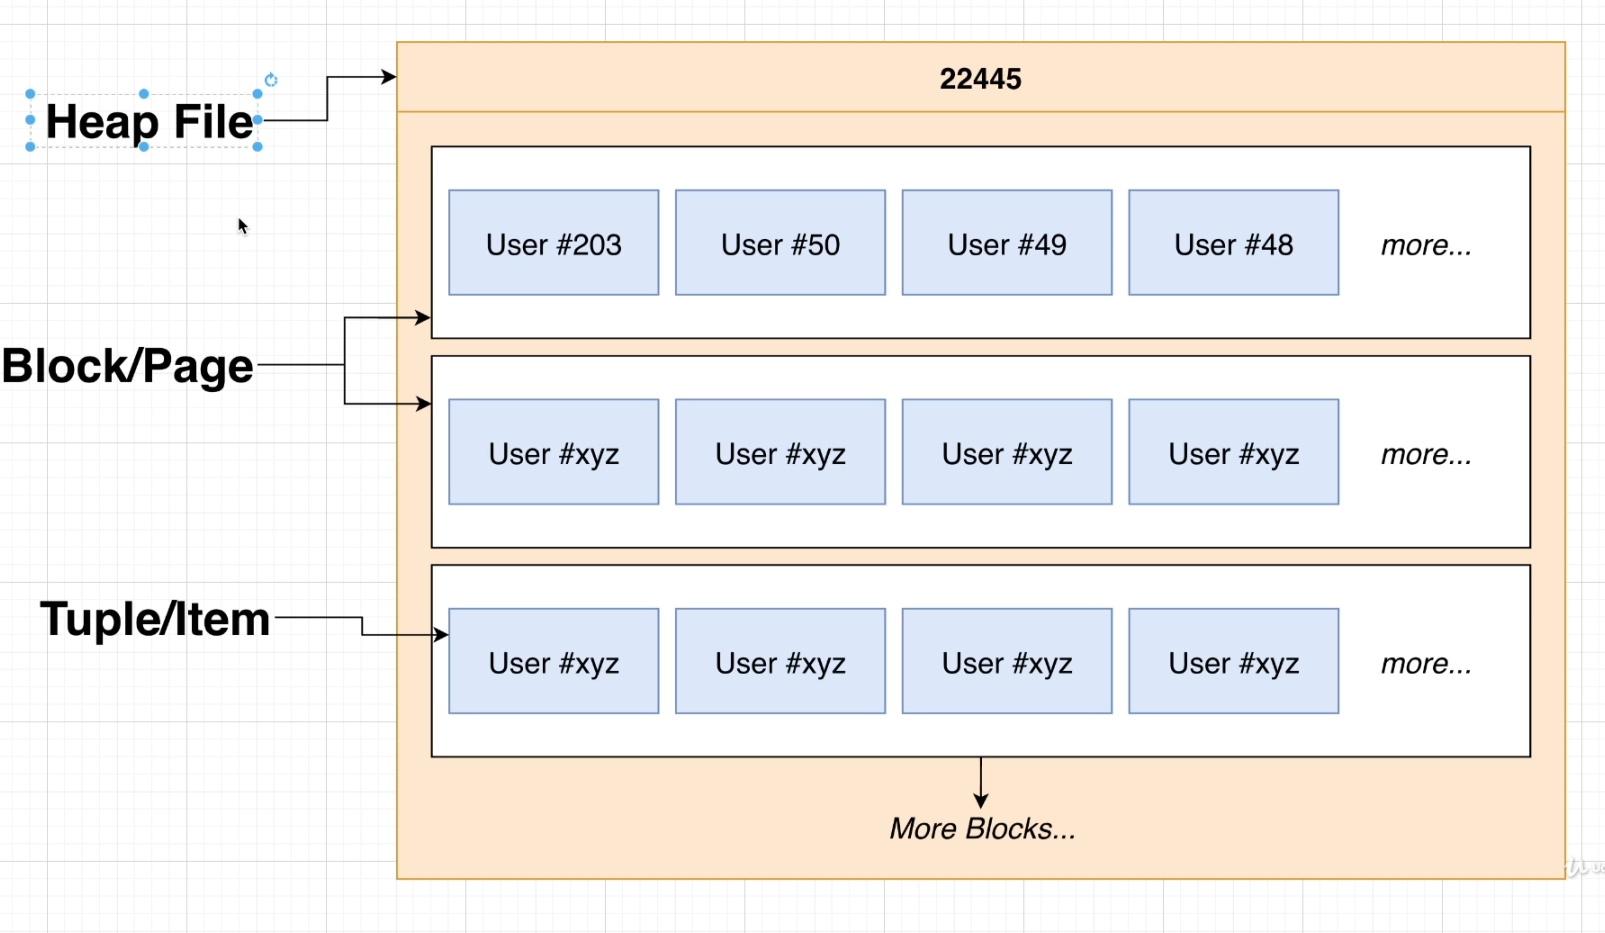 22445
Heap File
User #203 User #50 User #49 User #48 more...
Block/Page
User #xyz User #xyz User #xyz User #xyz more...
Tuple/Item
User #xyz User #xyz User #xyz User #xyz more...
More Blocks...